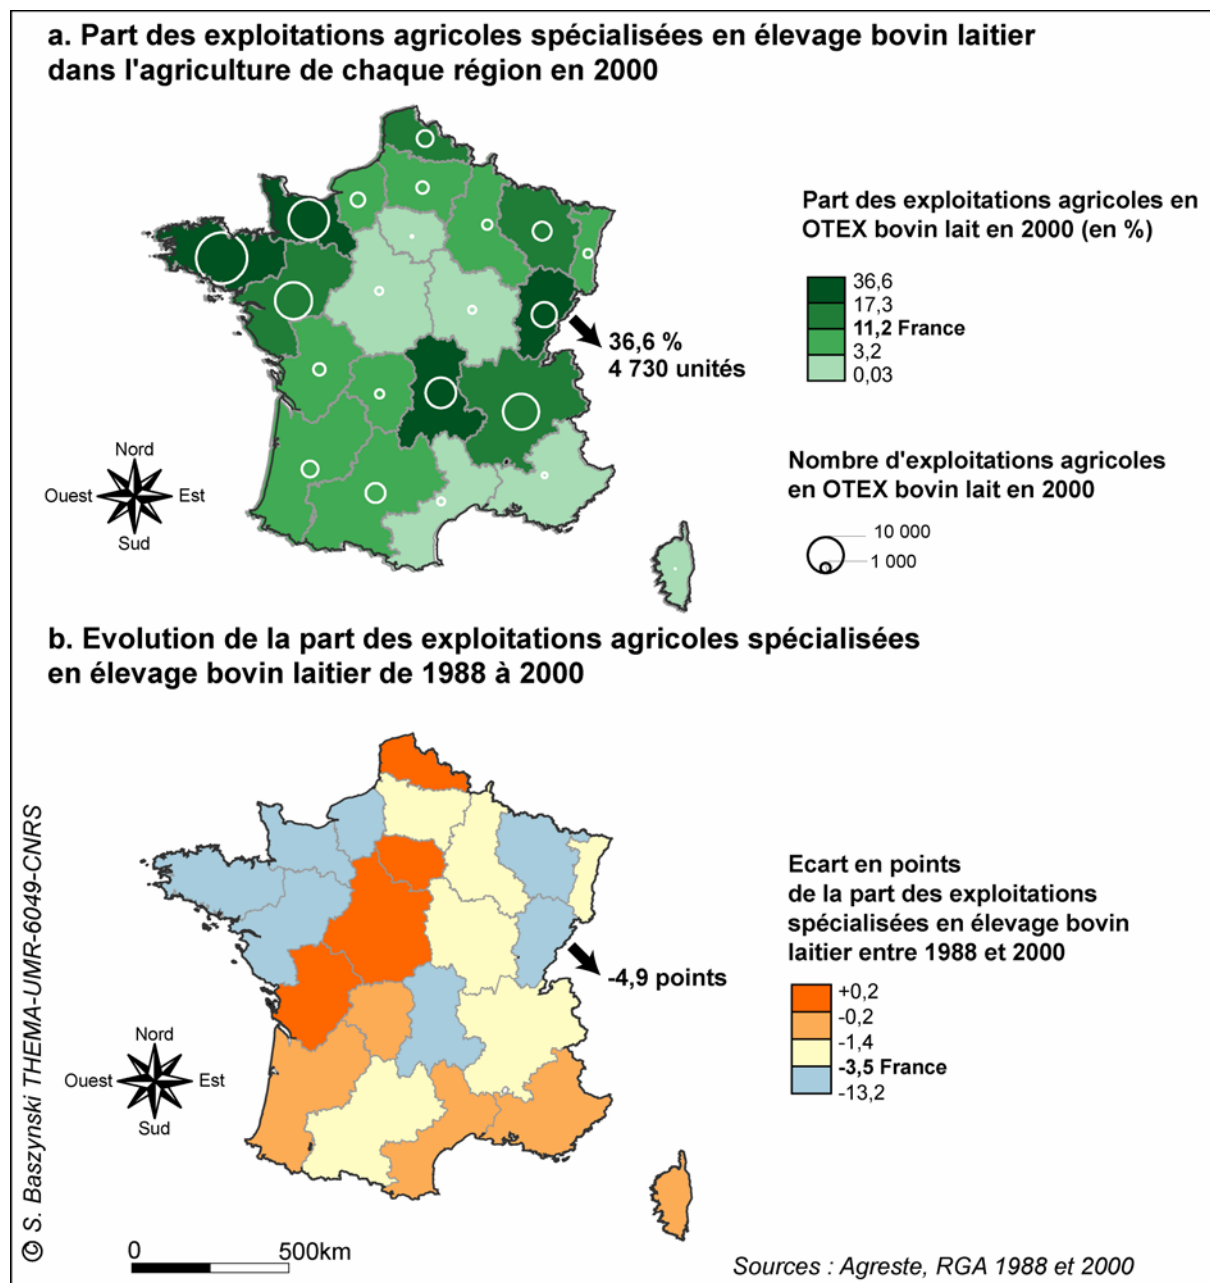 a. Part des exploitations agricoles spécialisées en élevage bovin laitier
dans l'agriculture de chaque région en 2000
Part des exploitations agricoles en
OTEX bovin lait en 2000 (en %)
36,6
17,3
11,2 France
3,2
0,03
36,6 %
4 730 unités
Nord
Ouest
Est
Sud
Nombre d'exploitations agricoles
en OTEX bovin lait en 2000
10 000
1 000
b. Evolution de la part des exploitations agricoles spécialisées
en élevage bovin laitier de 1988 à 2000
Ecart en points
de la part des exploitations
spécialisées en élevage bovin
laitier entre 1988 et 2000
+0,2
-0,2
-1,4
-3,5 France
-13,2
-4,9 points
Nord
Ouest
Est
Sud
© S. Baszynski THEMA-UMR-6049-CNRS
0
500km
Sources : Agreste, RGA 1988 et 2000